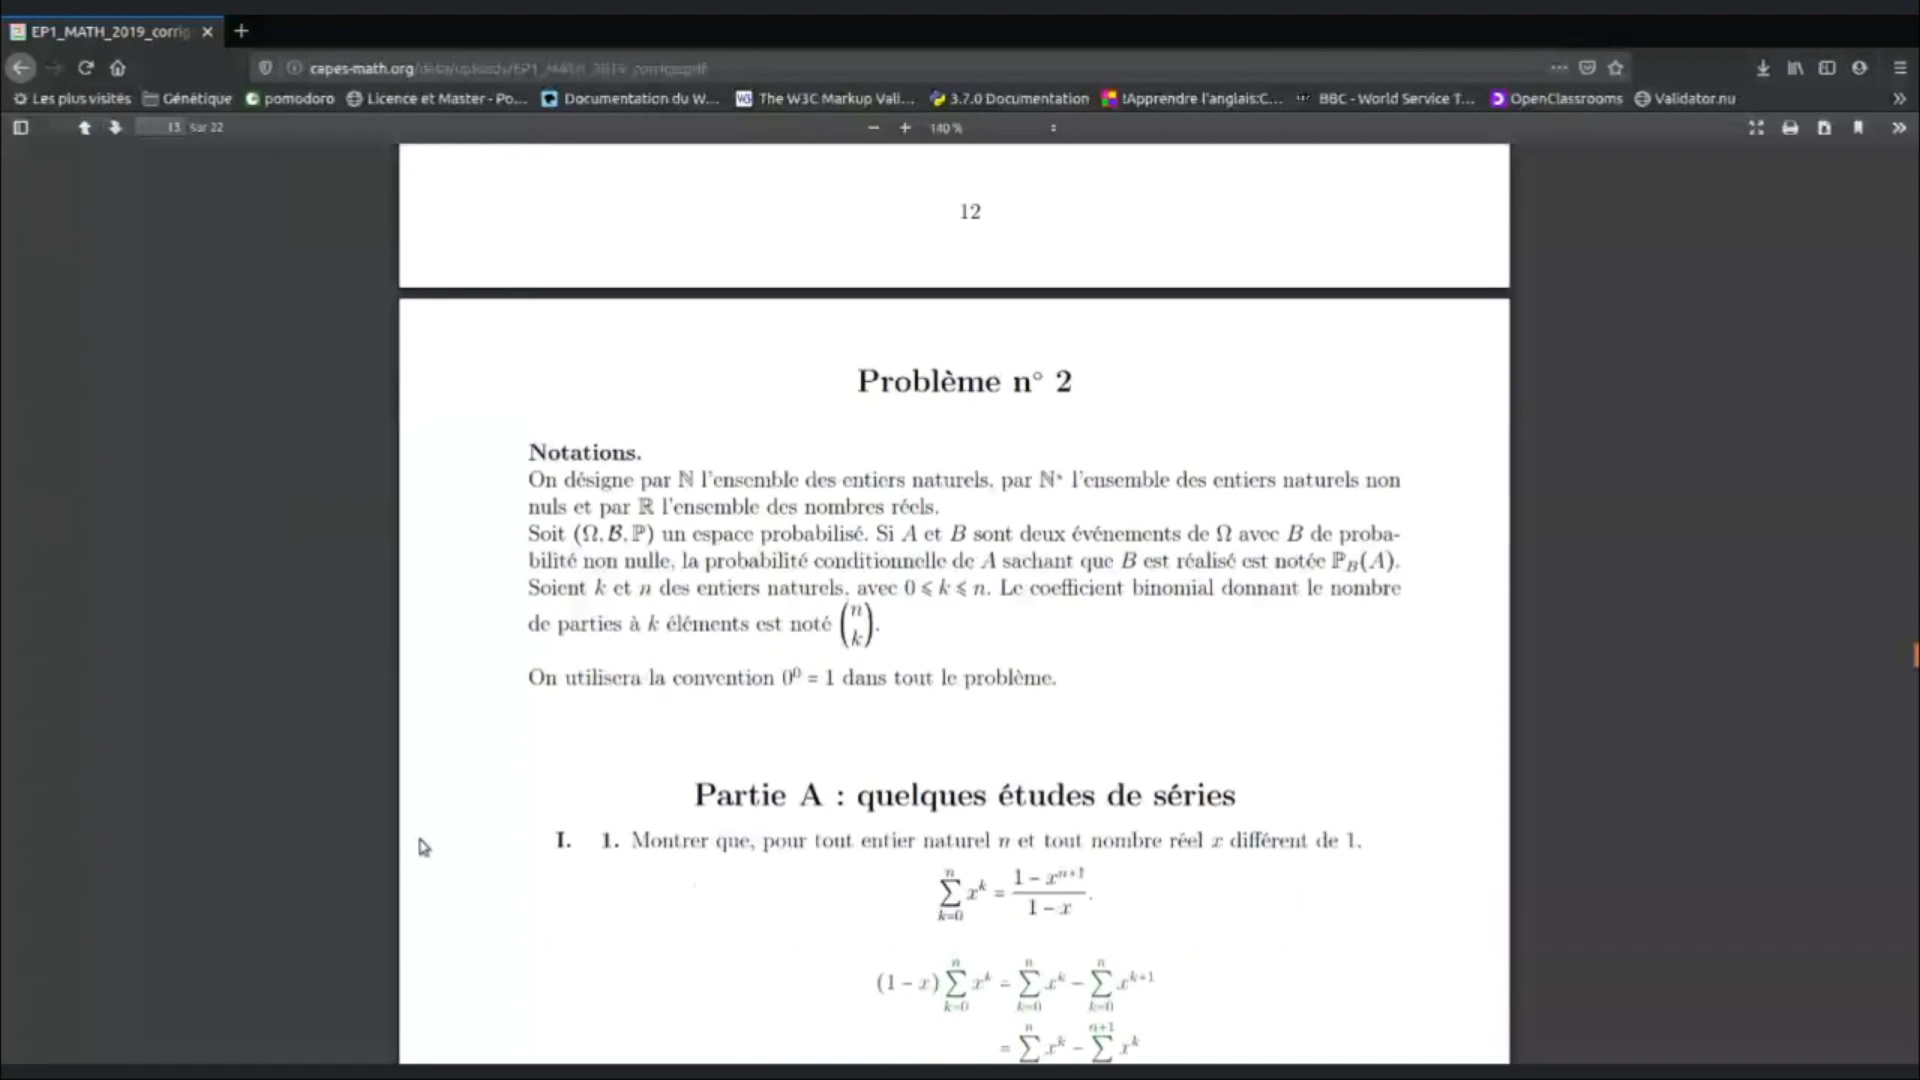 EP1_MATH_2019_corrig
capes-math.org/data/uploads/EP1_MATH_2019_corrige.pdf
Les plus visités Génétique pomodoro Licence et Master - Po... Documentation du W... The W3C Markup Vali... 3.7.0 Documentation !Apprendre l'anglais:C... BBC - World Service T... OpenClassrooms Validator.nu
13 sur 22 140 %
12
Problème n° 2
Notations.
On désigne par ℕ l'ensemble des entiers naturels, par ℕ* l'ensemble des entiers naturels non
nuls et par ℝ l'ensemble des nombres réels.
Soit (Ω, 𝓑, ℙ) un espace probabilisé. Si A et B sont deux événements de Ω avec B de proba-
bilité non nulle, la probabilité conditionnelle de A sachant que B est réalisé est notée ℙ_B(A).
Soient k et n des entiers naturels, avec 0 ⩽ k ⩽ n. Le coefficient binomial donnant le nombre
de parties à k éléments est noté (n k).
On utilisera la convention 0⁰ = 1 dans tout le problème.
Partie A : quelques études de séries
I. 1. Montrer que, pour tout entier naturel n et tout nombre réel x différent de 1,
∑_{k=0}^{n} x^k = (1 − x^{n+1})/(1 − x).
(1 − x) ∑_{k=0}^{n} x^k = ∑_{k=0}^{n} x^k − ∑_{k=0}^{n} x^{k+1}
= ∑^{n} x^k − ∑^{n+1} x^k